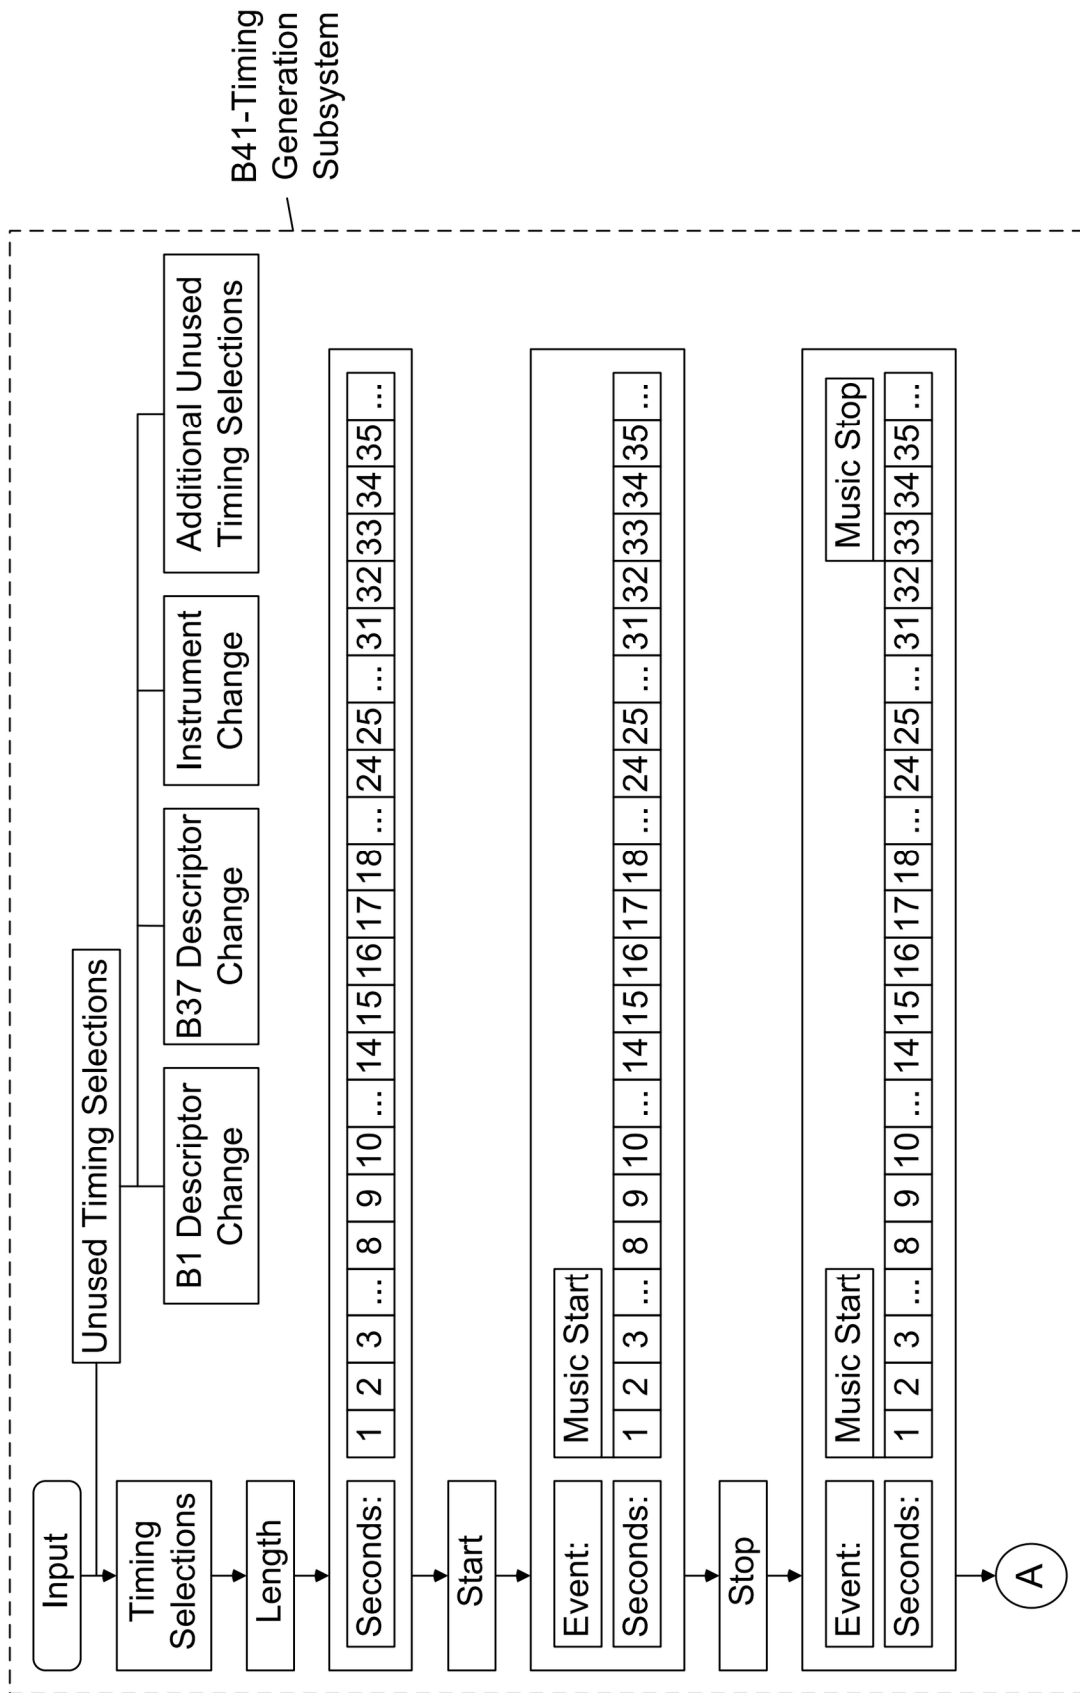 B41-Timing
Generation
Subsystem
Input
Unused Timing Selections
B1 Descriptor
Change
B37 Descriptor
Change
Instrument
Change
Additional Unused
Timing Selections
Timing
Selections
Length
Seconds: 1 2 3 ... 8 9 10 ... 14 15 16 17 18 ... 24 25 ... 31 32 33 34 35 ...
Start
Event: Music Start
Seconds: 1 2 3 ... 8 9 10 ... 14 15 16 17 18 ... 24 25 ... 31 32 33 34 35 ...
Stop
Event: Music Start Music Stop
Seconds: 1 2 3 ... 8 9 10 ... 14 15 16 17 18 ... 24 25 ... 31 32 33 34 35 ...
A